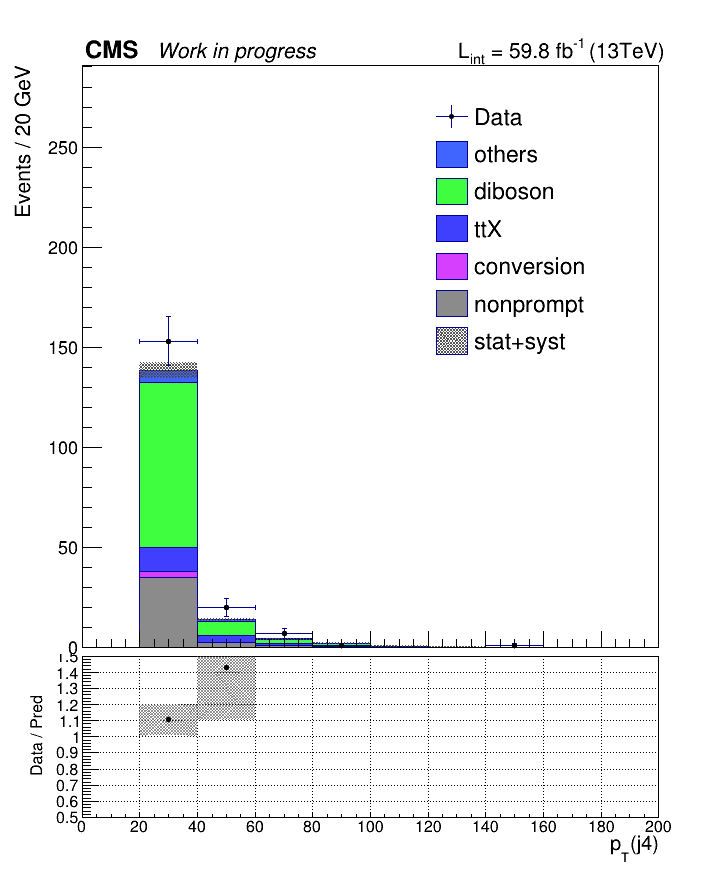 CMS Work in progress L_int = 59.8 fb^-1 (13TeV)
Events / 20 GeV
250
200
150
100
50
0
Data
others
diboson
ttX
conversion
nonprompt
stat+syst
Data / Pred
1.5
1.4
1.3
1.2
1.1
1
0.9
0.8
0.7
0.6
0.5
0 20 40 60 80 100 120 140 160 180 200
p_T(j4)